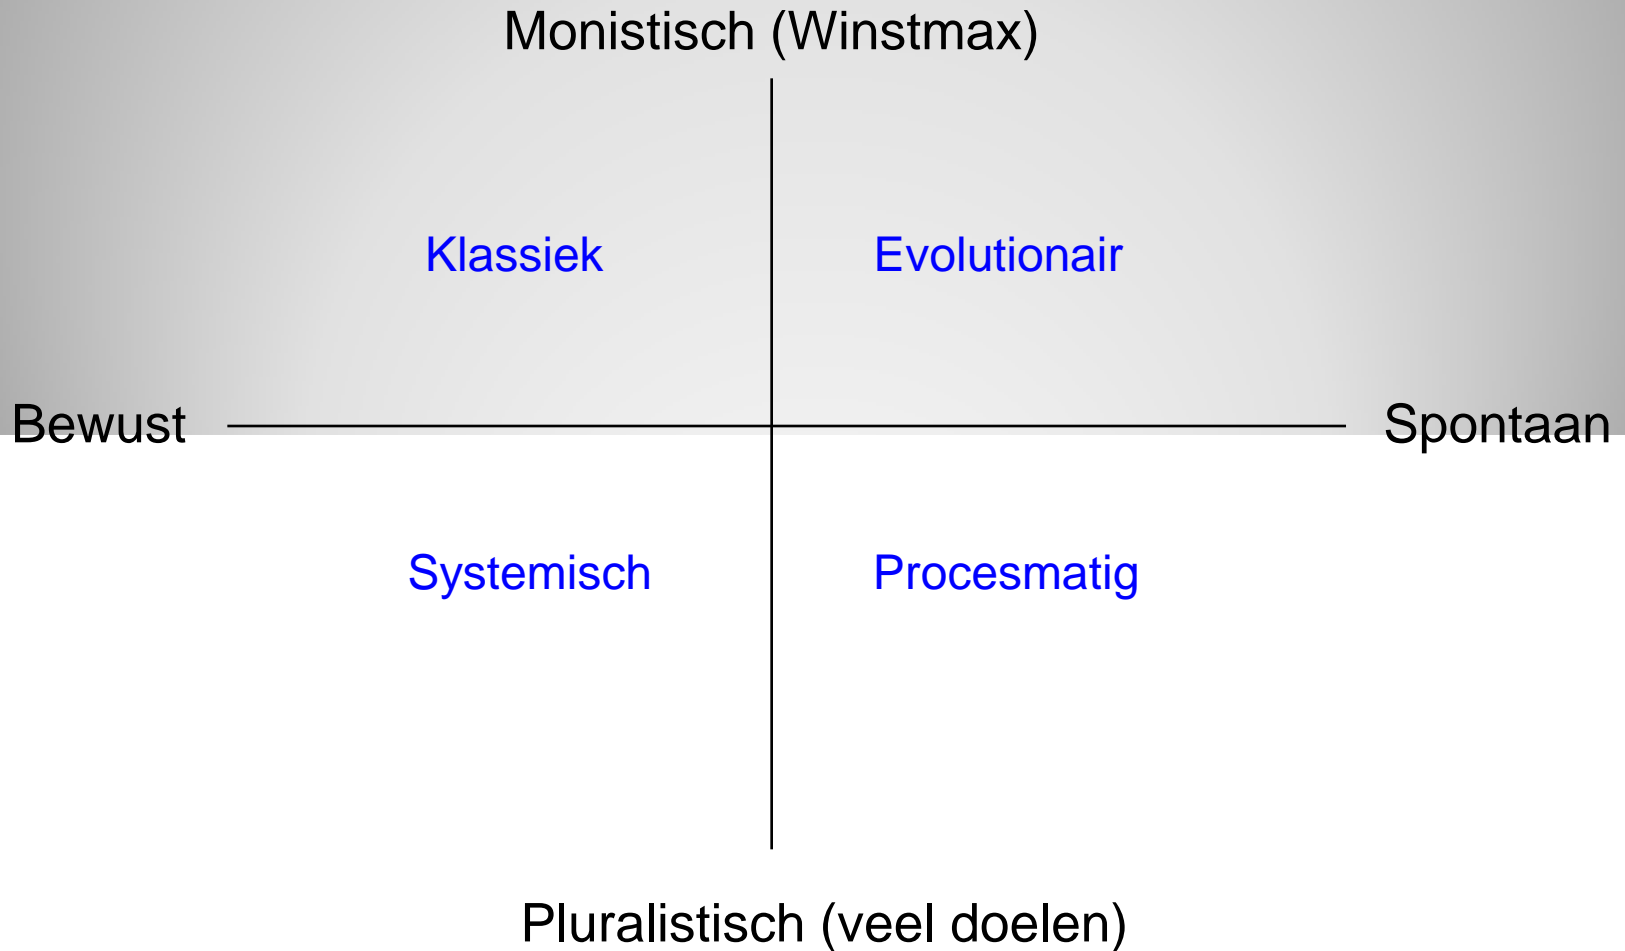 Monistisch (Winstmax)
Klassiek
Evolutionair
Bewust
Spontaan
Systemisch
Procesmatig
Pluralistisch (veel doelen)